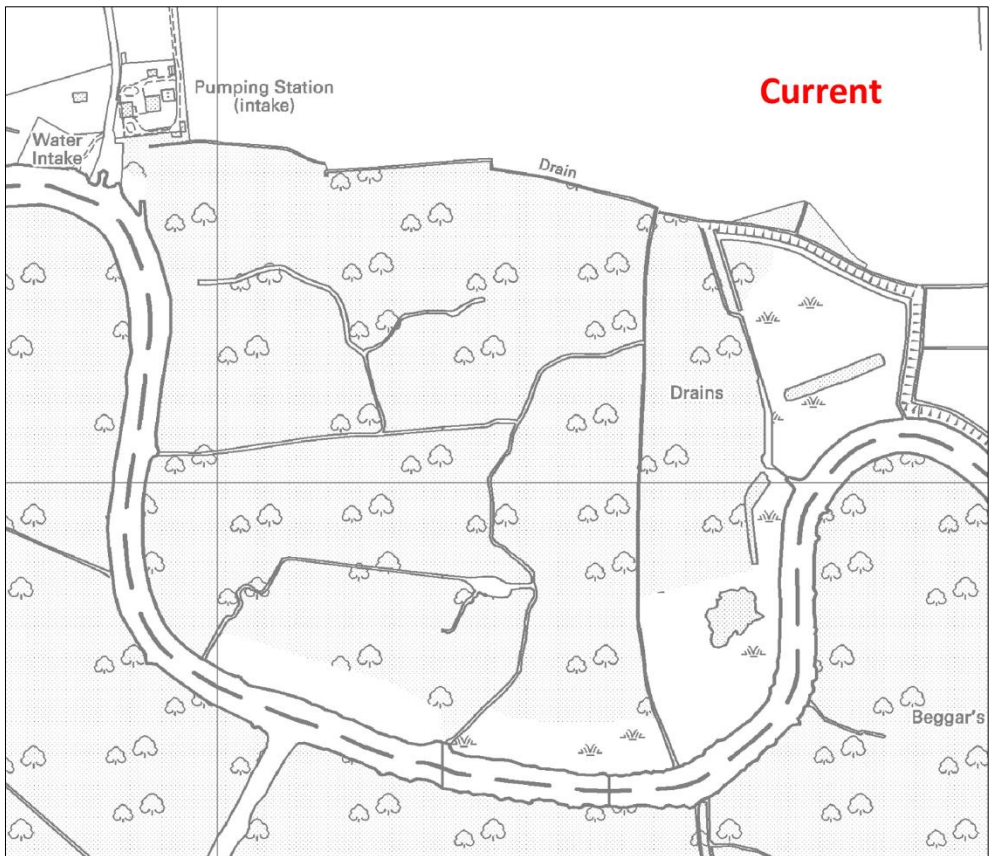 Current
Pumping Station
(intake)
Water
Intake
Drain
Drains
Beggar's